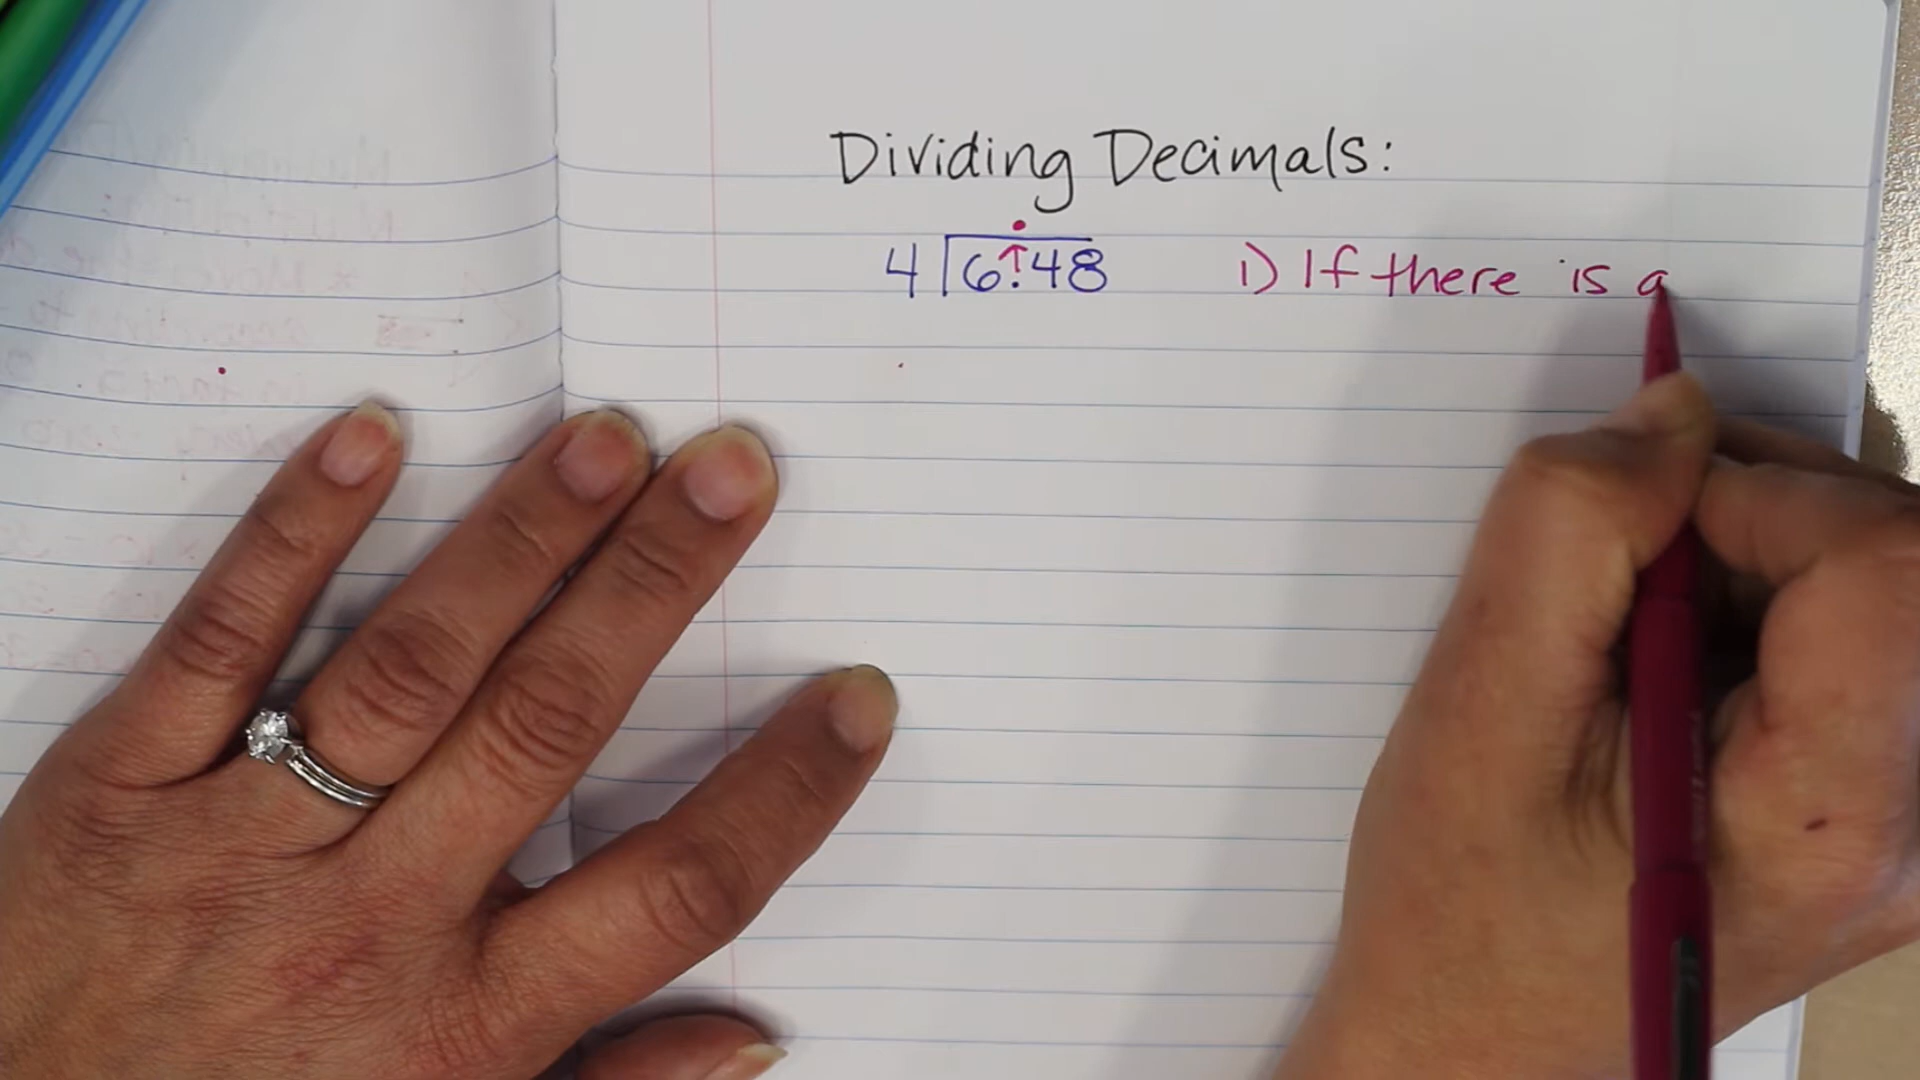 Dividing Decimals:
4 6.48 1) If there is a